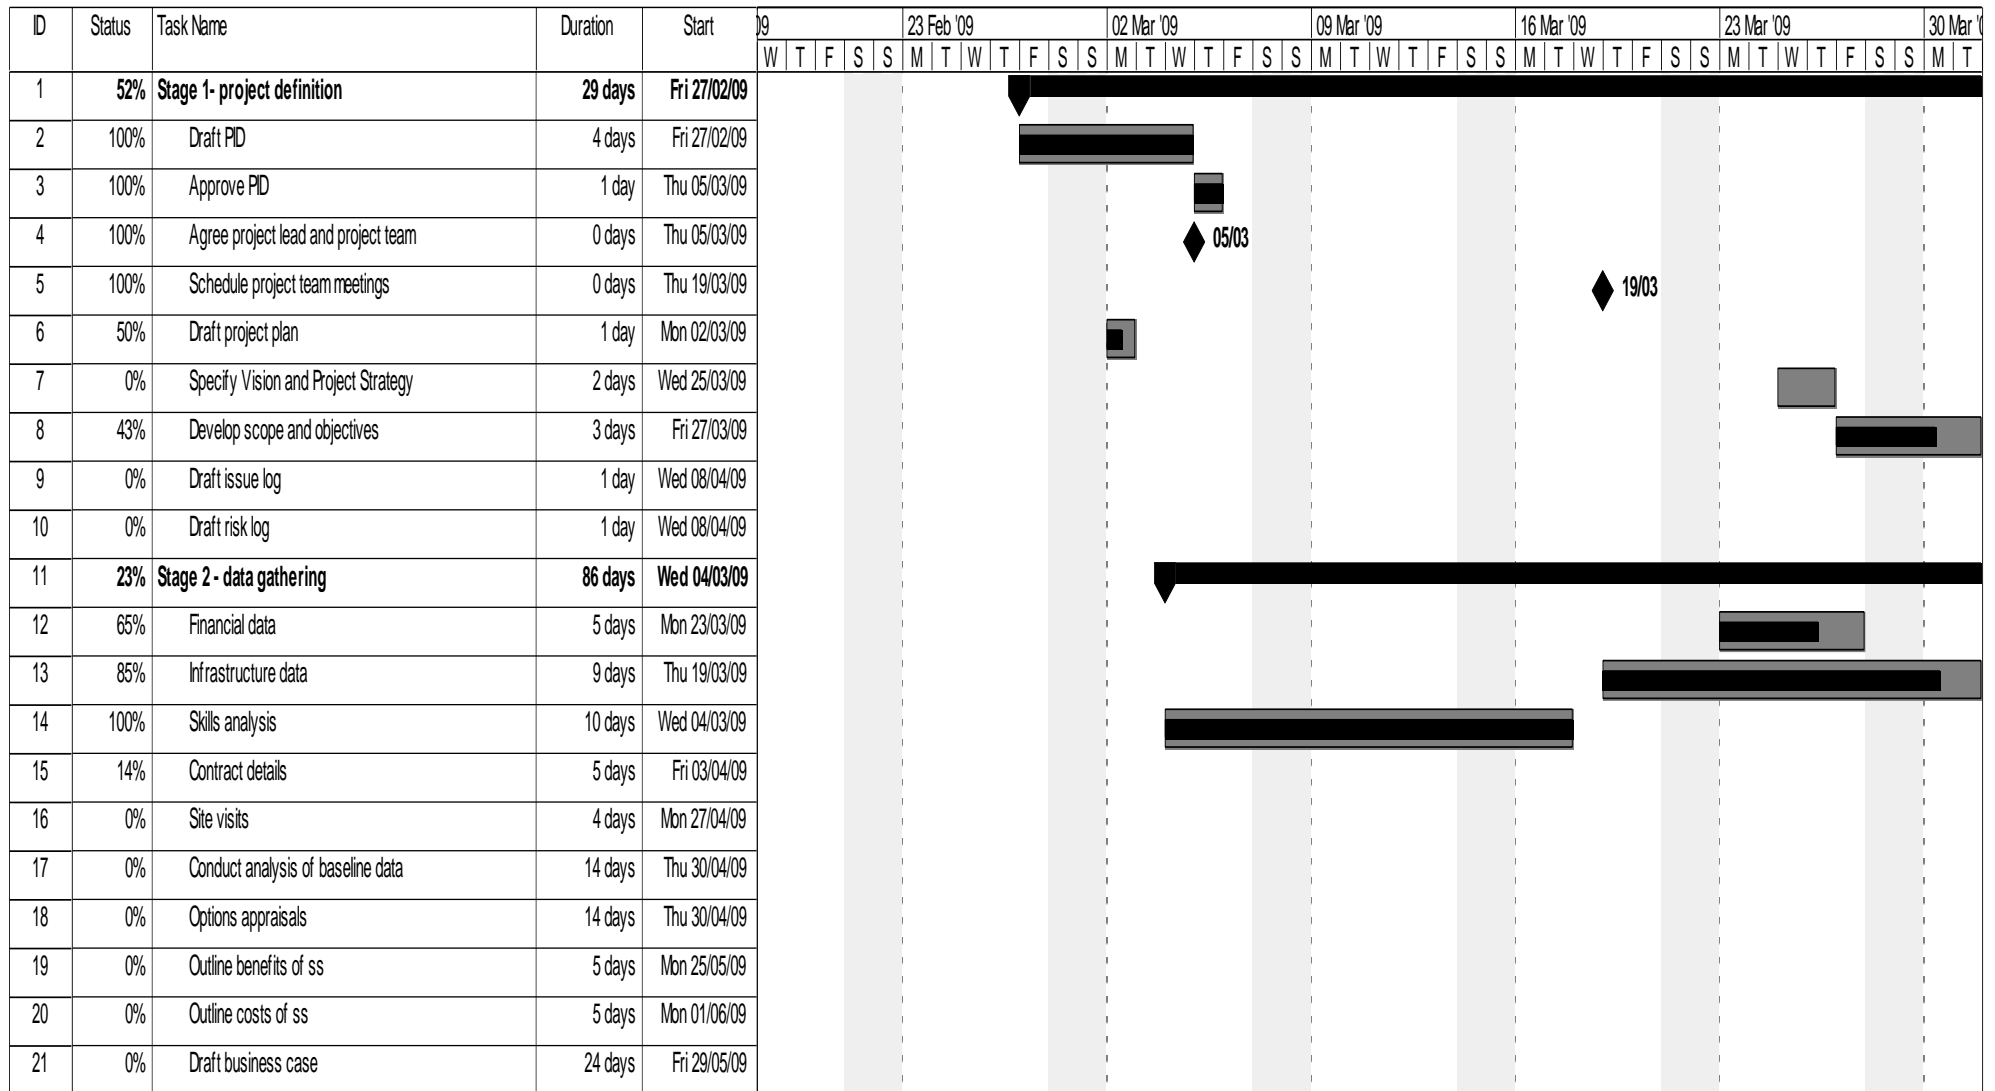 ID Status Task Name Duration Start 09 23 Feb '09 02 Mar '09 09 Mar '09 16 Mar '09 23 Mar '09 30 Mar '0
W T F S S M T W T F S S M T W T F S S M T W T F S S M T W T F S S M T W T F S S M T
1 52% Stage 1- project definition 29 days Fri 27/02/09
2 100% Draft PID 4 days Fri 27/02/09
3 100% Approve PID 1 day Thu 05/03/09
4 100% Agree project lead and project team 0 days Thu 05/03/09 05/03
5 100% Schedule project team meetings 0 days Thu 19/03/09 19/03
6 50% Draft project plan 1 day Mon 02/03/09
7 0% Specify Vision and Project Strategy 2 days Wed 25/03/09
8 43% Develop scope and objectives 3 days Fri 27/03/09
9 0% Draft issue log 1 day Wed 08/04/09
10 0% Draft risk log 1 day Wed 08/04/09
11 23% Stage 2 - data gathering 86 days Wed 04/03/09
12 65% Financial data 5 days Mon 23/03/09
13 85% Infrastructure data 9 days Thu 19/03/09
14 100% Skills analysis 10 days Wed 04/03/09
15 14% Contract details 5 days Fri 03/04/09
16 0% Site visits 4 days Mon 27/04/09
17 0% Conduct analysis of baseline data 14 days Thu 30/04/09
18 0% Options appraisals 14 days Thu 30/04/09
19 0% Outline benefits of ss 5 days Mon 25/05/09
20 0% Outline costs of ss 5 days Mon 01/06/09
21 0% Draft business case 24 days Fri 29/05/09